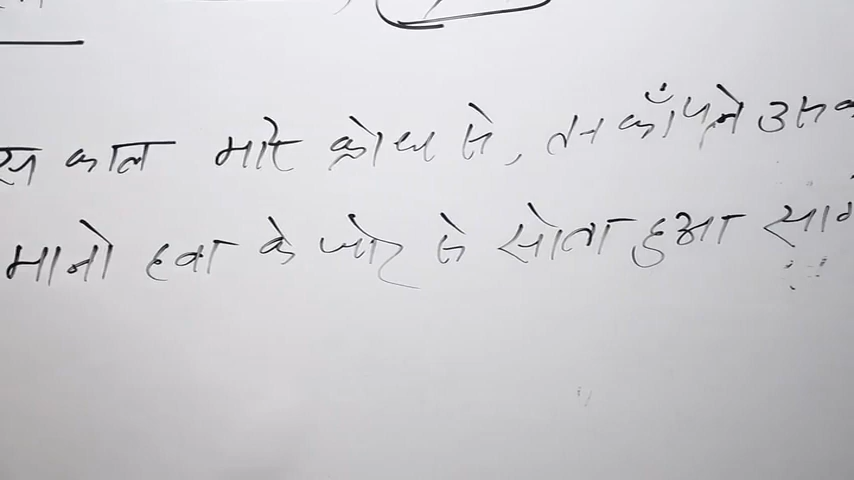 काल मारे क्रोध से, तन काँपने
मानो हवा के जोर से सोता हुआ